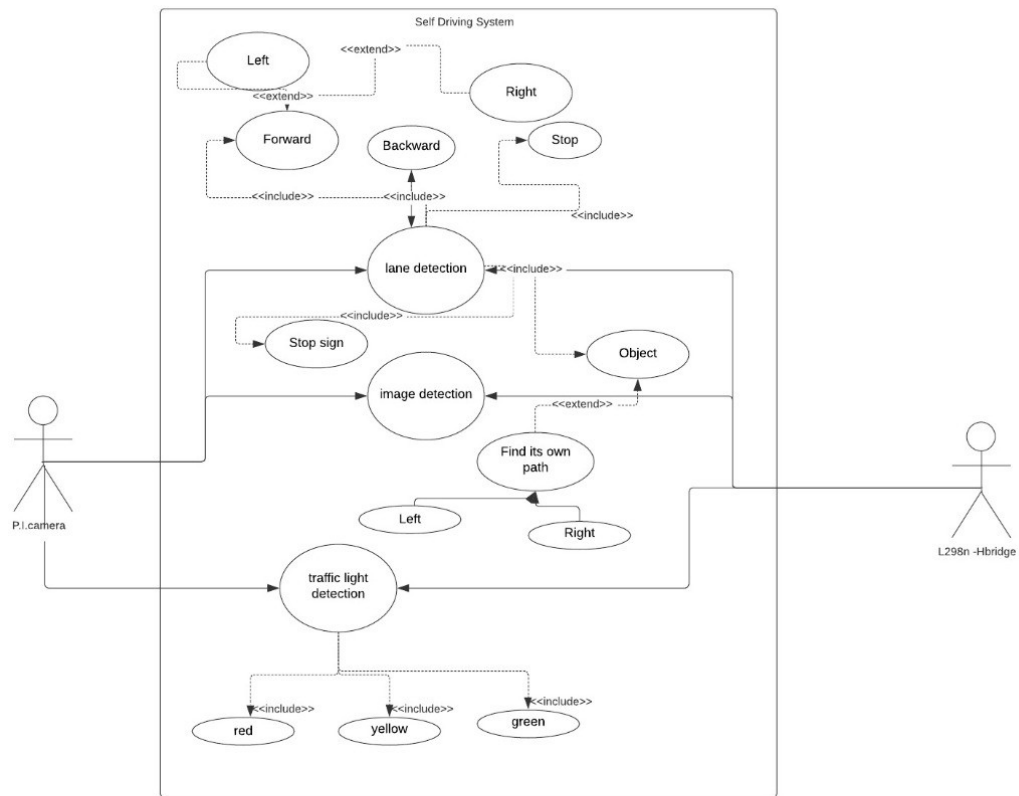 Self Driving System
Left
<<extend>>
Right
<<extend>>
Forward
Backward
Stop
<<include>>
<<include>>
<<include>>
lane detection
<<include>>
<<include>>
Stop sign
Object
image detection
<<extend>>
Find its own
path
Left
Right
P.I.camera
L298n -Hbridge
traffic light
detection
<<include>>
<<include>>
<<include>>
red
yellow
green